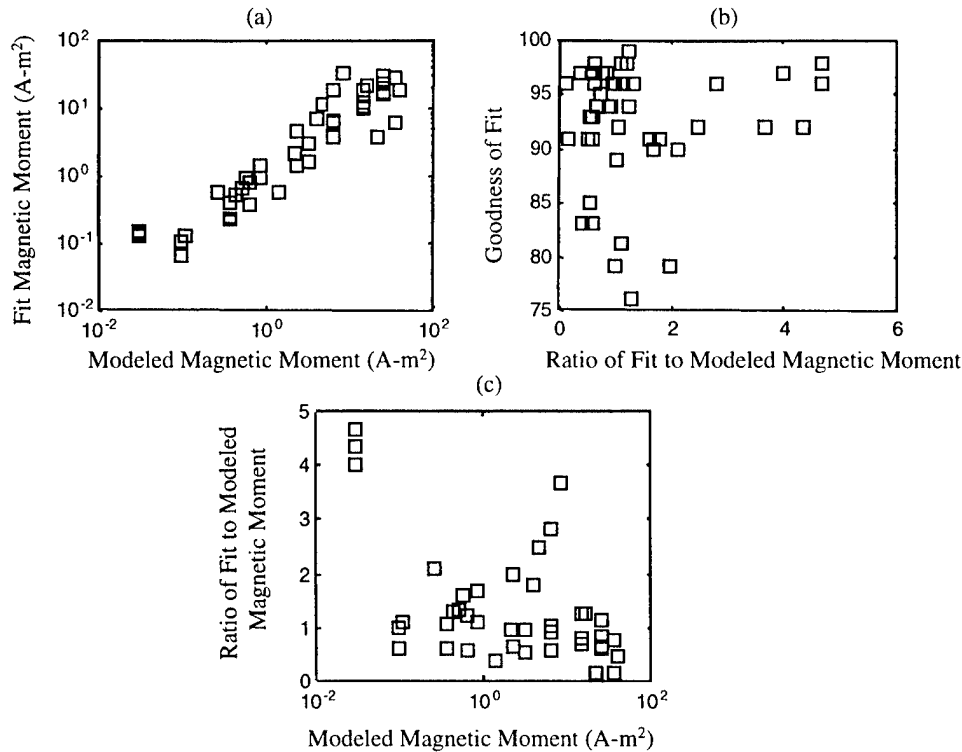 (a)
Fit Magnetic Moment (A-m²)
10²
10¹
10⁰
10⁻¹
10⁻²
10⁻²
10⁰
10²
Modeled Magnetic Moment (A-m²)
(b)
Goodness of Fit
100
95
90
85
80
75
0
2
4
6
Ratio of Fit to Modeled Magnetic Moment
(c)
Ratio of Fit to Modeled
Magnetic Moment
5
4
3
2
1
0
10⁻²
10⁰
10²
Modeled Magnetic Moment (A-m²)